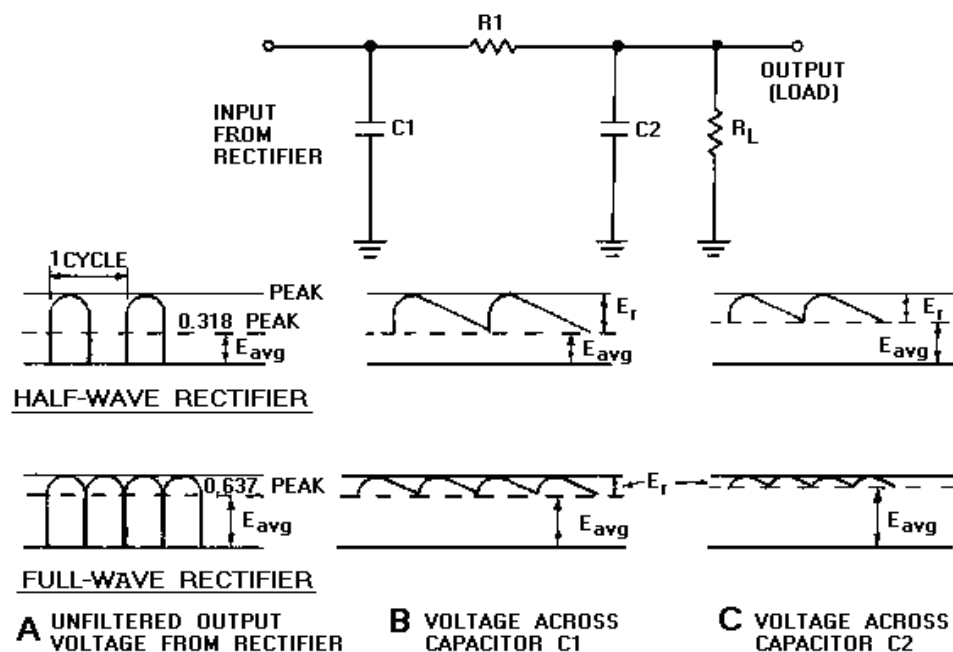 R1
INPUT
FROM
RECTIFIER
C1
C2
R_L
OUTPUT
(LOAD)
1 CYCLE
PEAK
0.318 PEAK
E_avg
E_r
E_avg
E_r
E_avg
HALF-WAVE RECTIFIER
0.637 PEAK
E_avg
E_r
E_avg
E_avg
FULL-WAVE RECTIFIER
A UNFILTERED OUTPUT
VOLTAGE FROM RECTIFIER
B VOLTAGE ACROSS
CAPACITOR C1
C VOLTAGE ACROSS
CAPACITOR C2